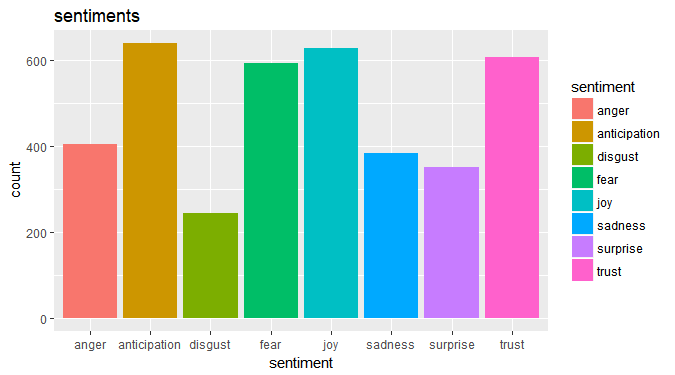 sentiments
count
600
400
200
0
anger anticipation disgust fear joy sadness surprise trust
sentiment
sentiment
anger
anticipation
disgust
fear
joy
sadness
surprise
trust